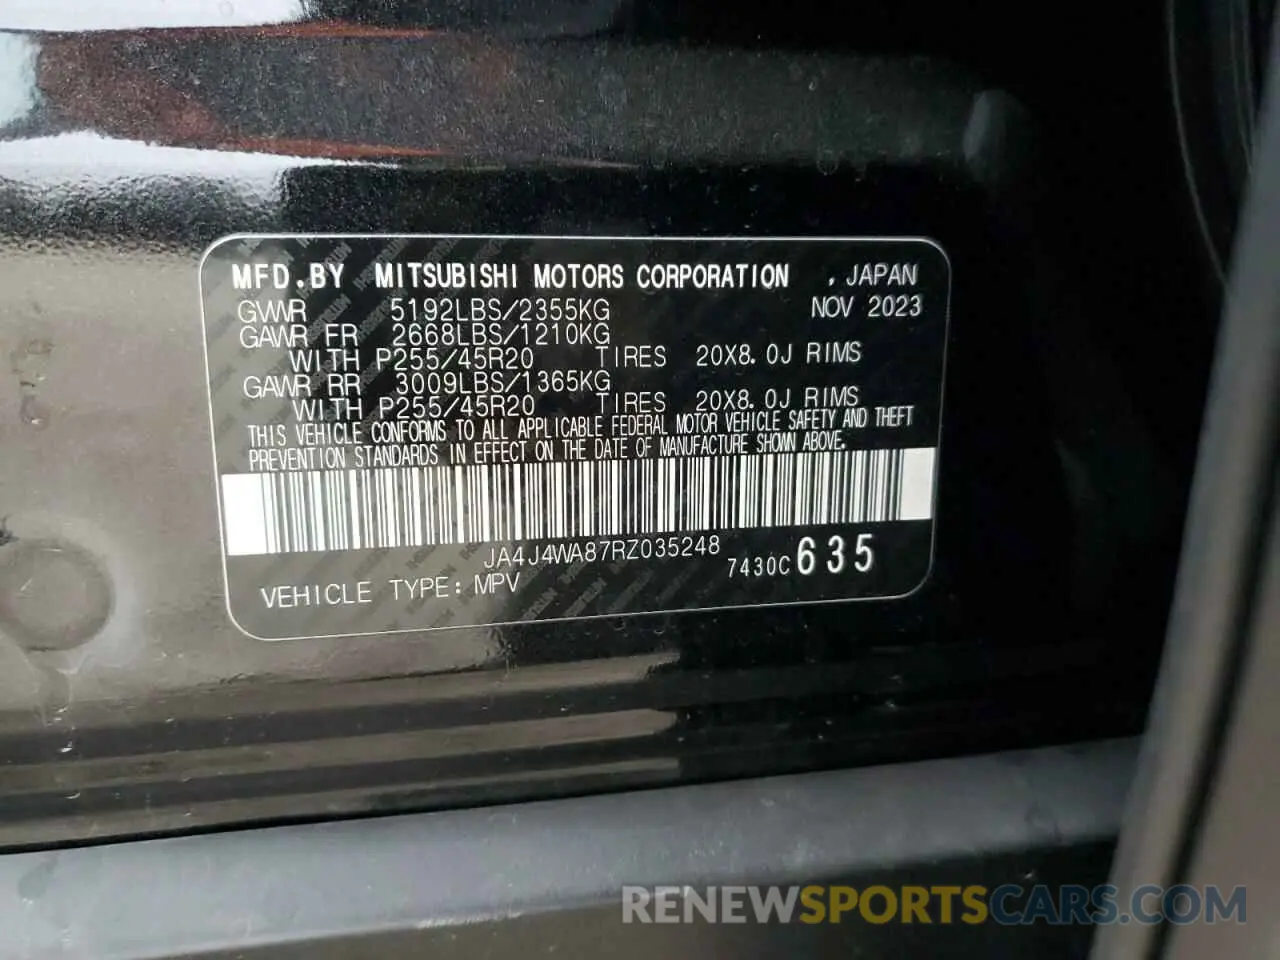 MFD.BY MITSUBISHI MOTORS CORPORATION , JAPAN
GVWR 5192LBS/2355KG NOV 2023
GAWR FR 2668LBS/1210KG
WITH P255/45R20 TIRES 20X8.0J RIMS
GAWR RR 3009LBS/1365KG
WITH P255/45R20 TIRES 20X8.0J RIMS
THIS VEHICLE CONFORMS TO ALL APPLICABLE FEDERAL MOTOR VEHICLE SAFETY AND THEFT
PREVENTION STANDARDS IN EFFECT ON THE DATE OF MANUFACTURE SHOWN ABOVE.
JA4J4WA87RZ035248
7430C 635
VEHICLE TYPE: MPV
RENEWSPORTSCARS.COM